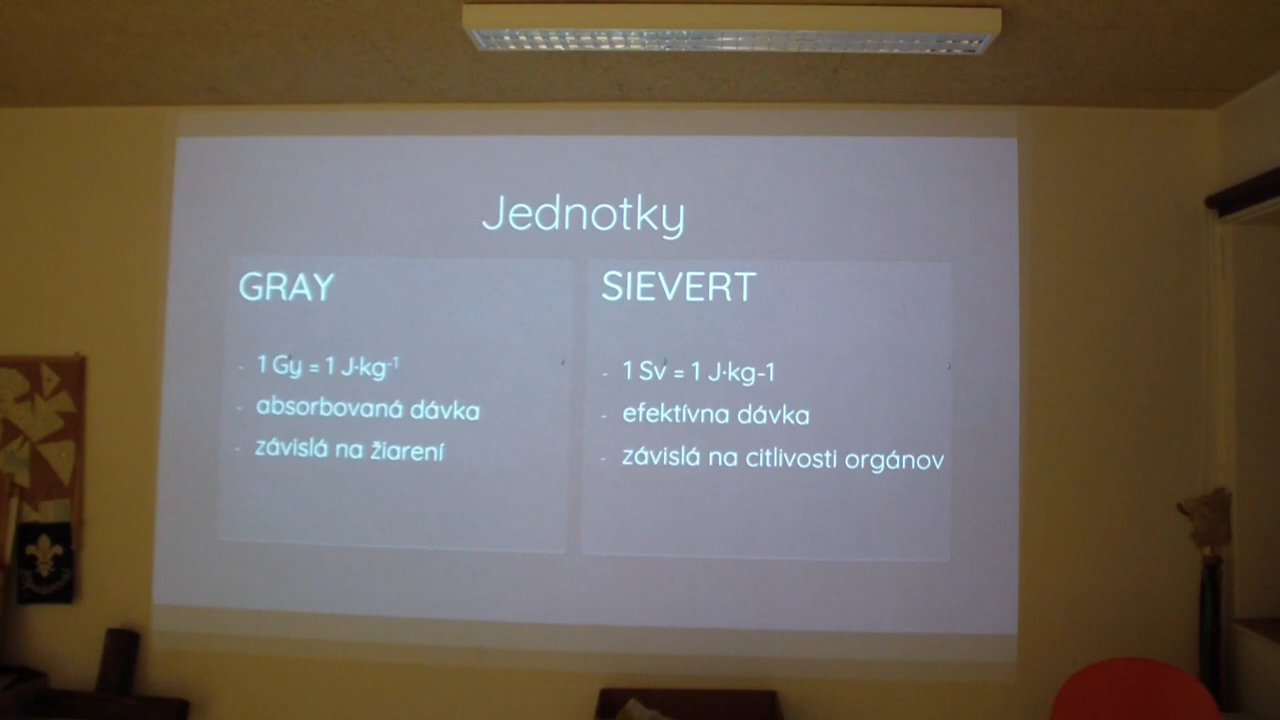 Jednotky
GRAY
- 1 Gy = 1 J·kg⁻¹
- absorbovaná dávka
- závislá na žiarení
SIEVERT
- 1 Sv = 1 J·kg-1
- efektívna dávka
- závislá na citlivosti orgánov